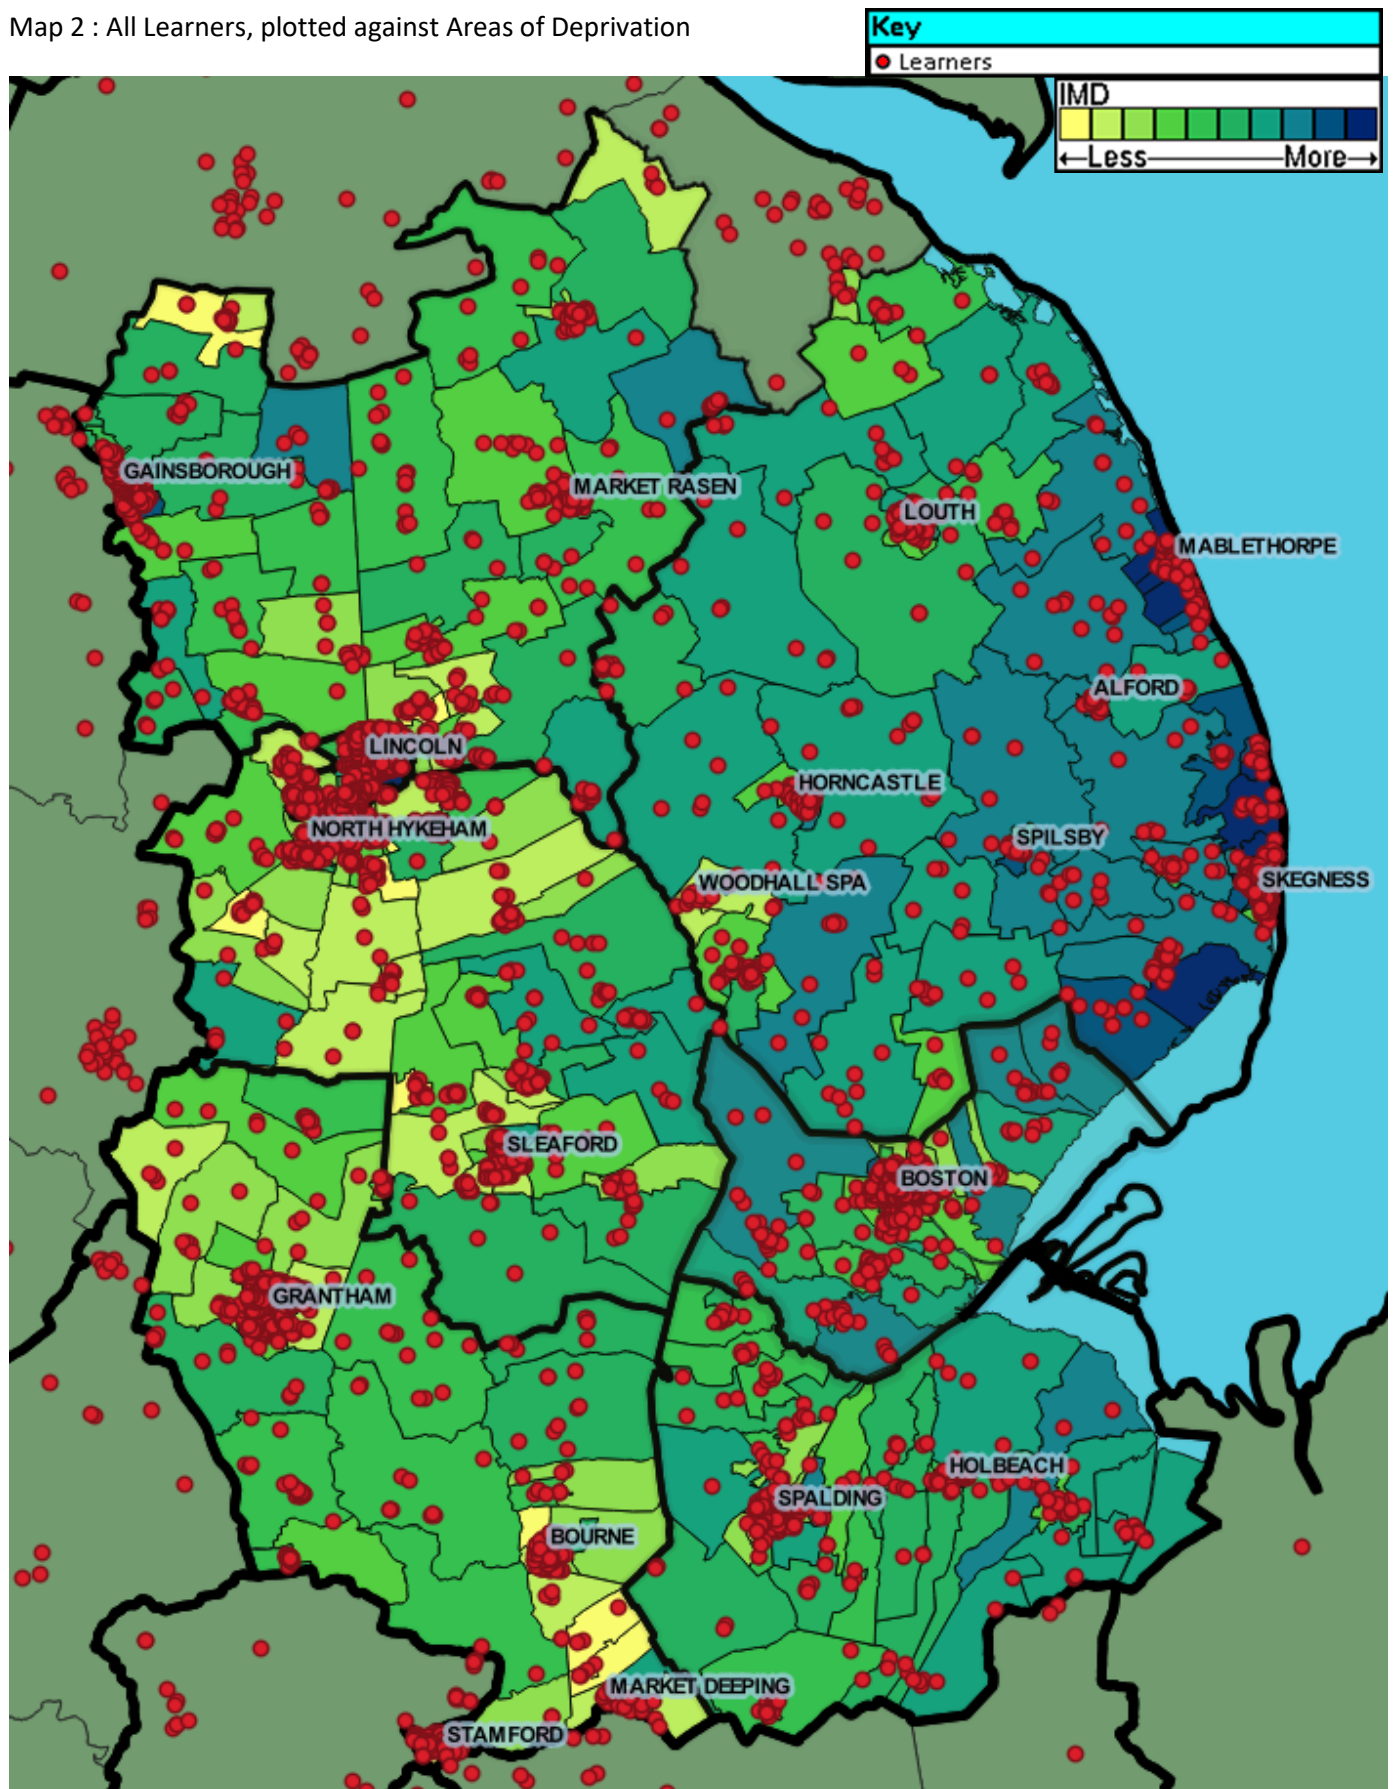 Map 2 : All Learners, plotted against Areas of Deprivation
Key
Learners
IMD
Less
More
GAINSBOROUGH
MARKET RASEN
LOUTH
MABLETHORPE
ALFORD
LINCOLN
HORNCASTLE
NORTH HYKEHAM
SPILSBY
WOODHALL SPA
SKEGNESS
SLEAFORD
BOSTON
GRANTHAM
HOLBEACH
SPALDING
BOURNE
MARKET DEEPING
STAMFORD